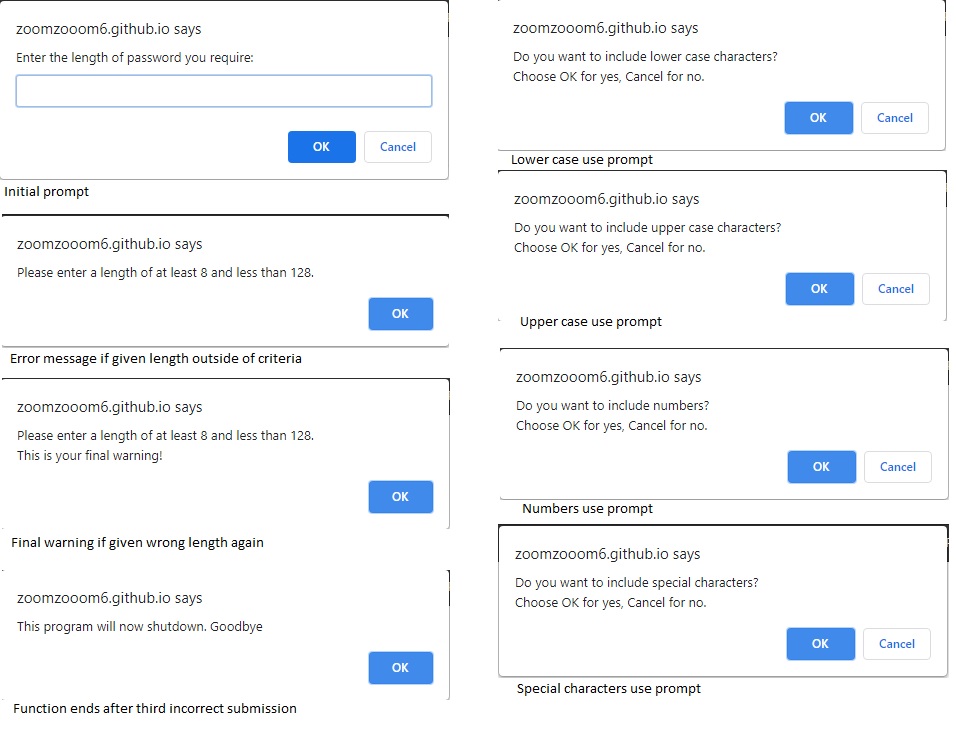 zoomzooom6.github.io says
Enter the length of password you require:
OK Cancel
Initial prompt
zoomzooom6.github.io says
Please enter a length of at least 8 and less than 128.
OK
Error message if given length outside of criteria
zoomzooom6.github.io says
Please enter a length of at least 8 and less than 128.
This is your final warning!
OK
Final warning if given wrong length again
zoomzooom6.github.io says
This program will now shutdown. Goodbye
OK
Function ends after third incorrect submission
zoomzooom6.github.io says
Do you want to include lower case characters?
Choose OK for yes, Cancel for no.
OK Cancel
Lower case use prompt
zoomzooom6.github.io says
Do you want to include upper case characters?
Choose OK for yes, Cancel for no.
OK Cancel
Upper case use prompt
zoomzooom6.github.io says
Do you want to include numbers?
Choose OK for yes, Cancel for no.
OK Cancel
Numbers use prompt
zoomzooom6.github.io says
Do you want to include special characters?
Choose OK for yes, Cancel for no.
OK Cancel
Special characters use prompt